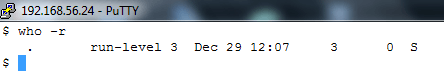 192.168.56.24 - PuTTY
$ who -r
   .       run-level 3  Dec 29 12:07     3      0  S
$